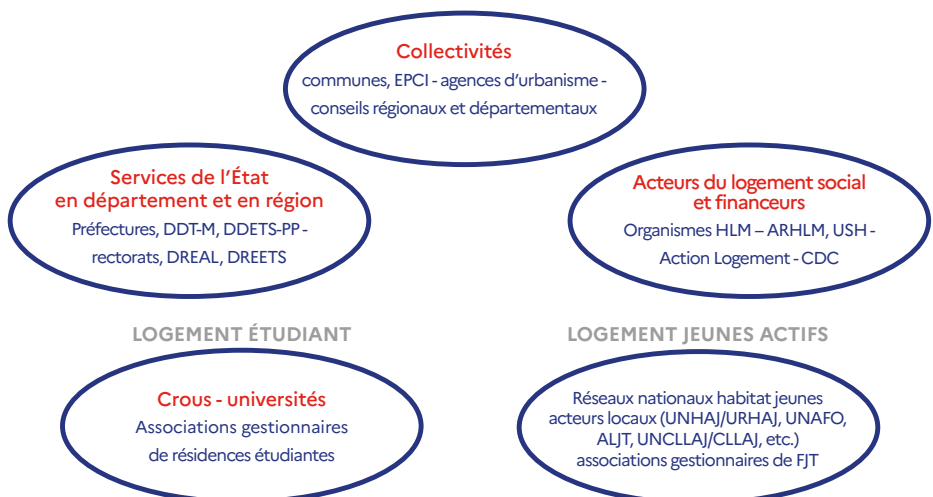 Collectivités
communes, EPCI - agences d'urbanisme -
conseils régionaux et départementaux
Services de l'État
en département et en région
Préfectures, DDT-M, DDETS-PP -
rectorats, DREAL, DREETS
Acteurs du logement social
et financeurs
Organismes HLM – ARHLM, USH -
Action Logement - CDC
LOGEMENT ÉTUDIANT
LOGEMENT JEUNES ACTIFS
Crous - universités
Associations gestionnaires
de résidences étudiantes
Réseaux nationaux habitat jeunes
acteurs locaux (UNHAJ/URHAJ, UNAFO,
ALJT, UNCLLAJ/CLLAJ, etc.)
associations gestionnaires de FJT